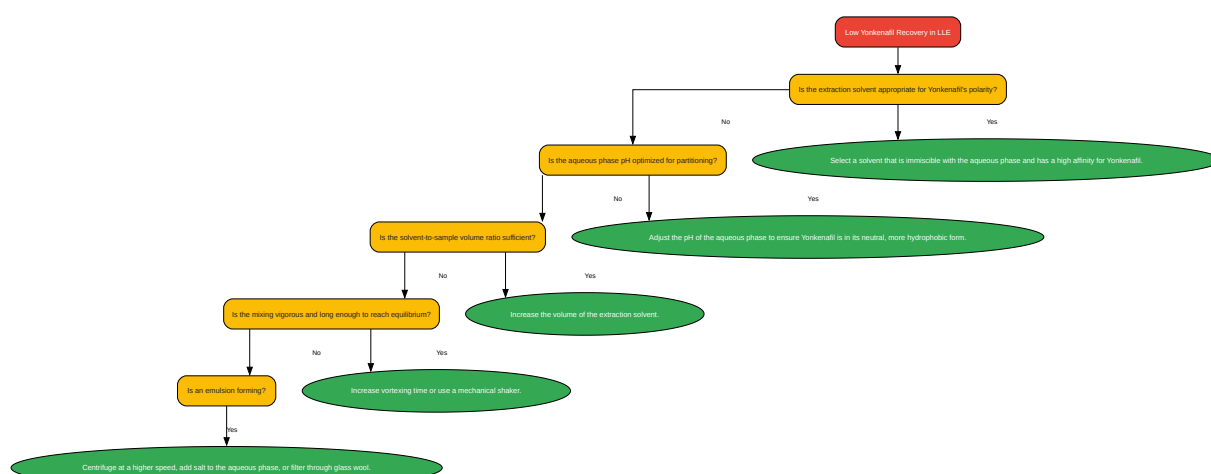 Low Yonkenafil Recovery in LLE
Is the extraction solvent appropriate for Yonkenafil's polarity?
No
Yes
Is the aqueous phase pH optimized for partitioning?
Select a solvent that is immiscible with the aqueous phase and has a high affinity for Yonkenafil.
No
Yes
Is the solvent-to-sample volume ratio sufficient?
Adjust the pH of the aqueous phase to ensure Yonkenafil is in its neutral, more hydrophobic form.
No
Yes
Is the mixing vigorous and long enough to reach equilibrium?
Increase the volume of the extraction solvent.
No
Yes
Is an emulsion forming?
Increase vortexing time or use a mechanical shaker.
Yes
Centrifuge at a higher speed, add salt to the aqueous phase, or filter through glass wool.